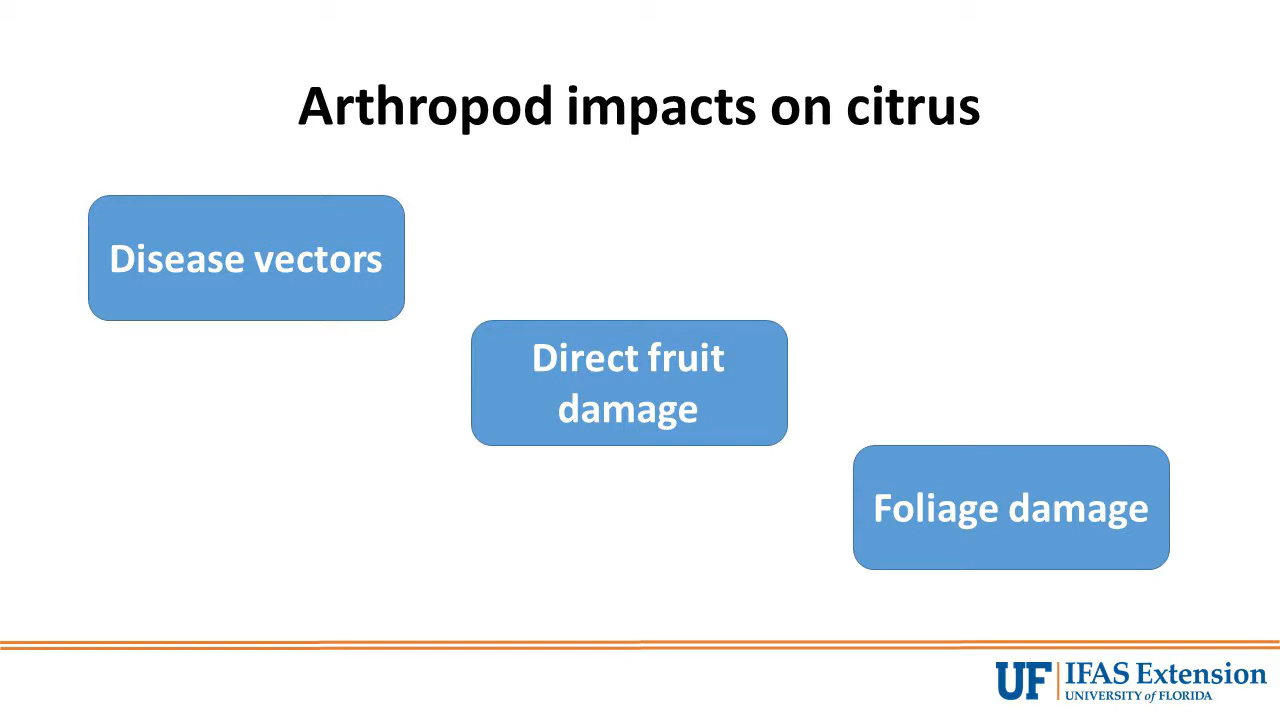 Arthropod impacts on citrus
Disease vectors
Direct fruit
damage
Foliage damage
UF IFAS Extension
UNIVERSITY of FLORIDA